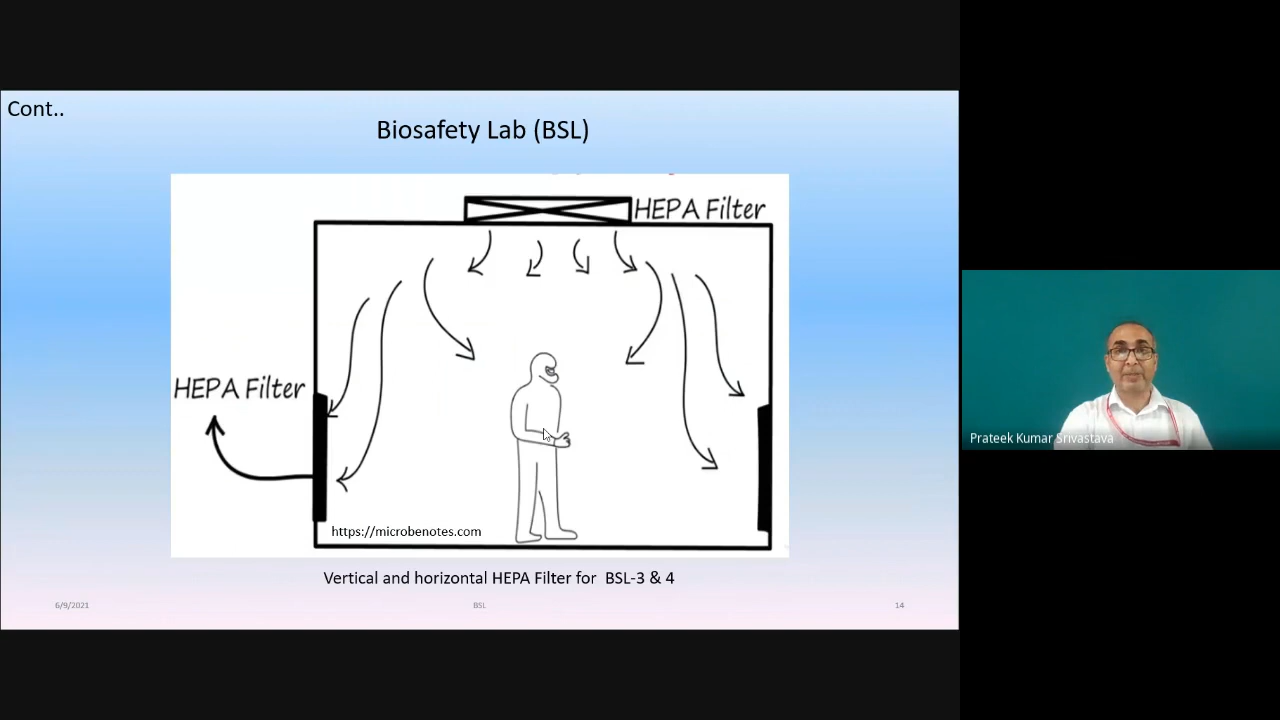 Cont..
Biosafety Lab (BSL)
HEPA Filter
HEPA Filter
https://microbenotes.com
Vertical and horizontal HEPA Filter for BSL-3 & 4
6/9/2021
BSL
14
Prateek Kumar Srivastava